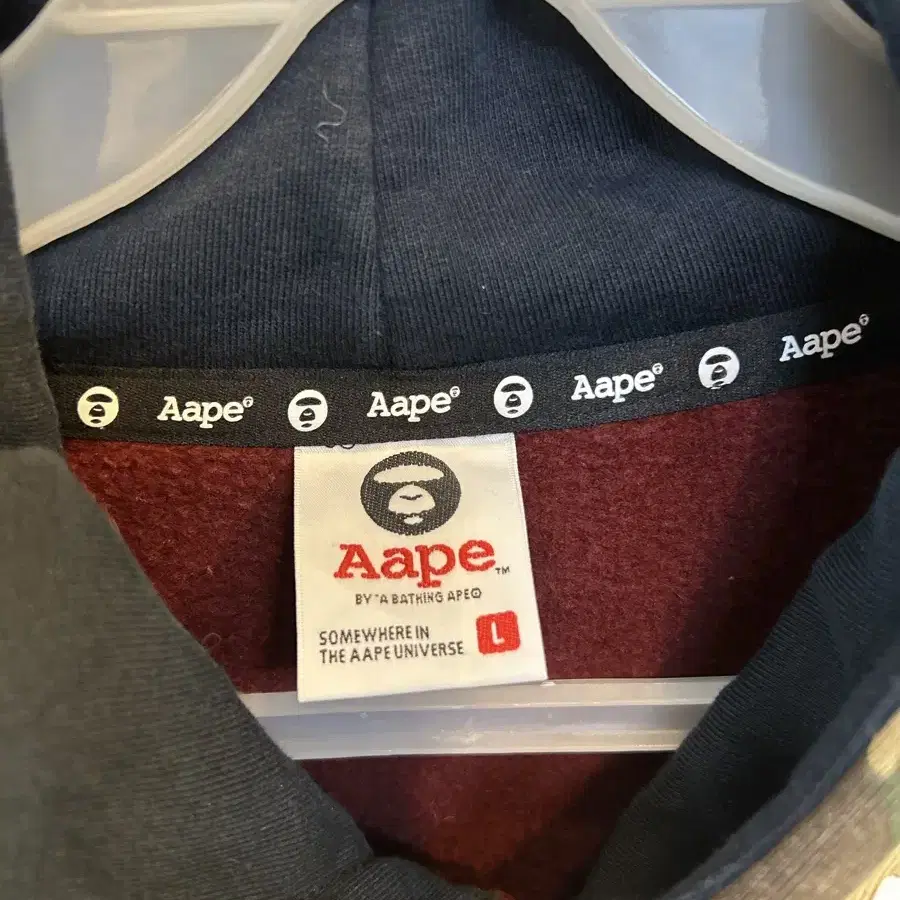 Aape Aape Aape Aape
Aape™
BY *A BATHING APE®
SOMEWHERE IN
THE AAPE UNIVERSE
L